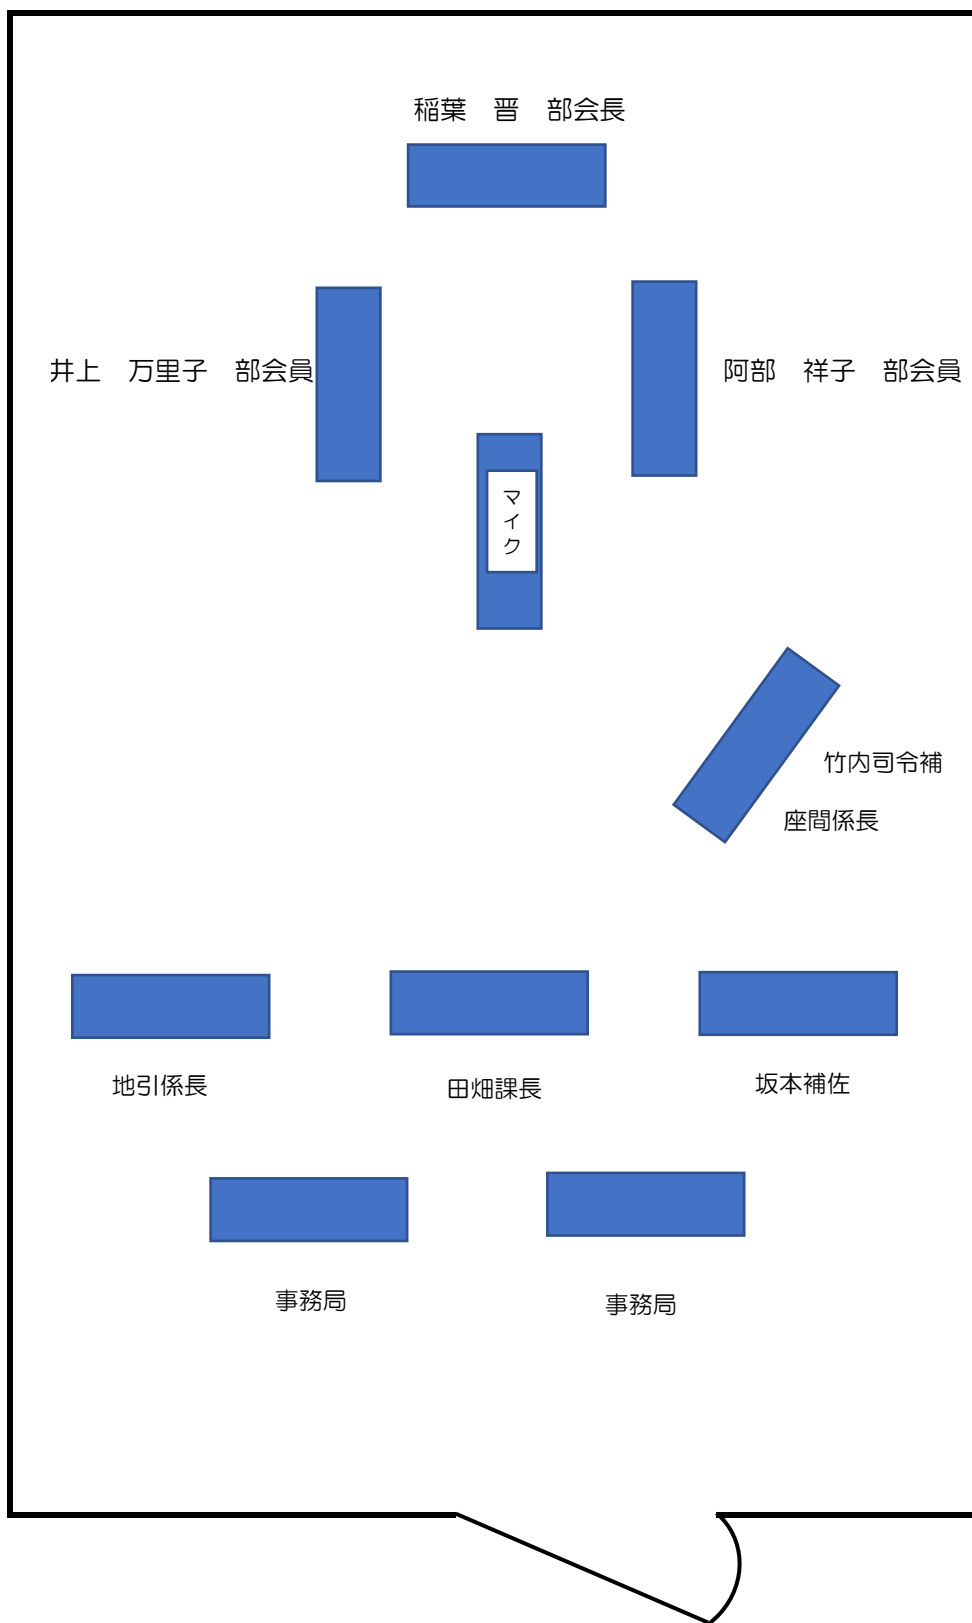 稲葉　晋　部会長
井上　万里子　部会員
阿部　祥子　部会員
マイク
竹内司令補
座間係長
地引係長
田畑課長
坂本補佐
事務局
事務局